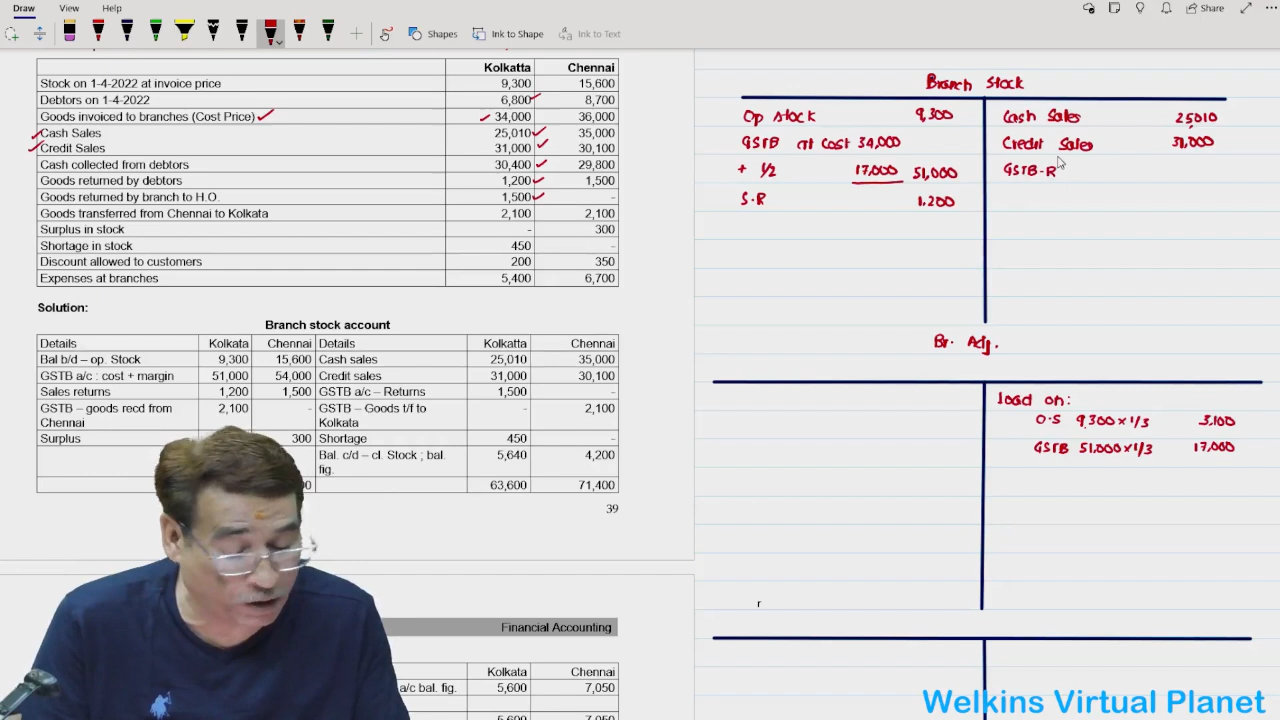 Draw View Share
Shapes Ink to Shape Ink to Text
Kolkatta Chennai
Stock on 1-4-2022 at invoice price 9,300 15,600
Debtors on 1-4-2022 6,800 8,700
Goods invoiced to branches (Cost Price) 34,000 36,000
Cash Sales 25,010 35,000
Credit Sales 31,000 30,100
Cash collected from debtors 30,400 29,800
Goods returned by debtors 1,200 1,500
Goods returned by branch to H.O. 1,500 -
Goods transferred from Chennai to Kolkata 2,100 2,100
Surplus in stock - 300
Shortage in stock 450 -
Discount allowed to customers 200 350
Expenses at branches 5,400 6,700
Solution:
Branch stock account
Details Kolkata Chennai Details Kolkatta Chennai
Bal b/d – op. Stock 9,300 15,600 Cash sales 25,010 35,000
GSTB a/c : cost + margin 51,000 54,000 Credit sales 31,000 30,100
Sales returns 1,200 1,500 GSTB a/c – Returns 1,500 -
GSTB – goods recd from 2,100 - GSTB – Goods t/f to - 2,100
Chennai Kolkata
Surplus 300 Shortage 450 -
Bal. c/d – cl. Stock ; bal. 5,640 4,200
fig.
00 63,600 71,400
39
Financial Accounting
Kolkata Chennai
a/c bal. fig. 5,600 7,050
5,600 7,050
Branch Stock
Op stock 9,300 Cash Sales 25,010
GSTB at Cost 34,000 Credit Sales 31,000
+ 1/2 17,000 51,000 GSTB-R
S.R 1,200
Br. Adj.
load on:
O.S 9,300 x 1/3 3,100
GSTB 51,000 x 1/3 17,000
r
Welkins Virtual Planet